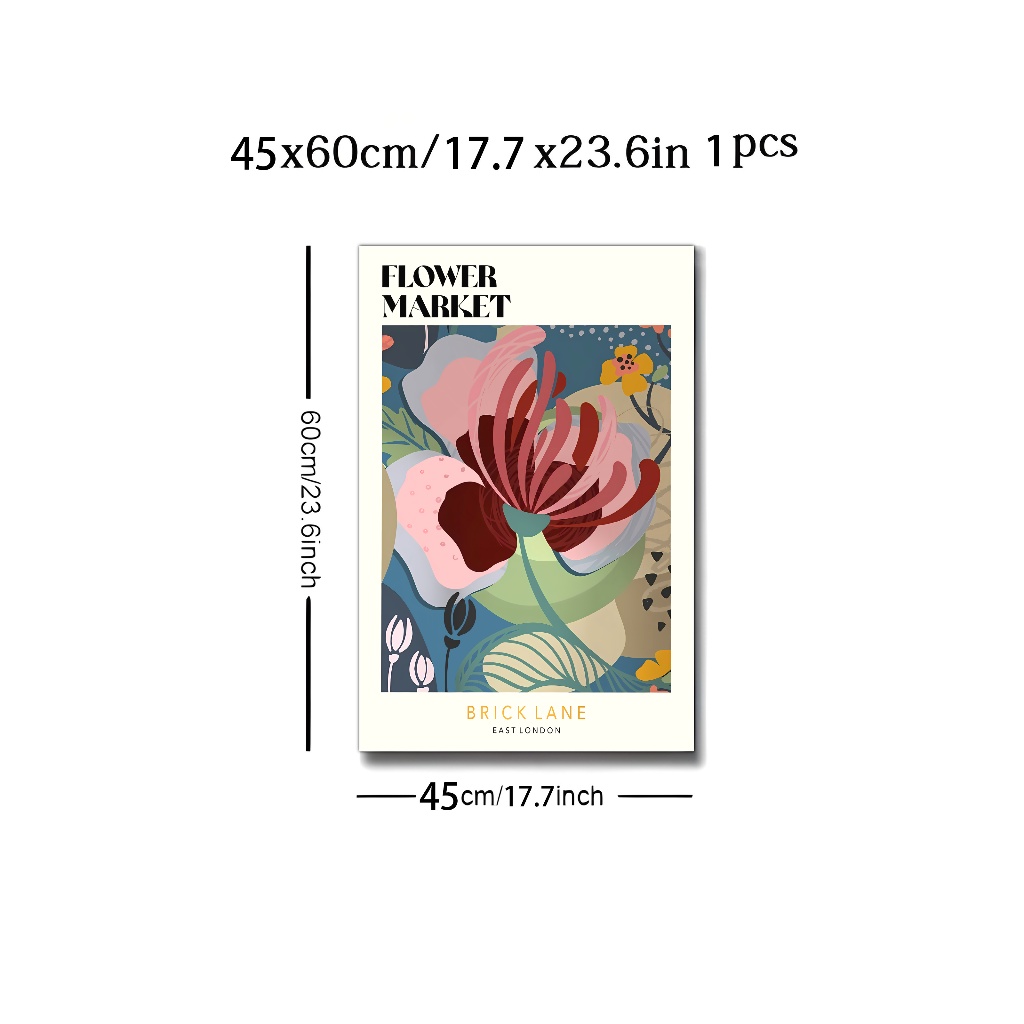 45x60cm/17.7 x23.6in 1pcs
FLOWER
MARKET
60cm/23.6inch
BRICK LANE
EAST LONDON
45cm/17.7inch